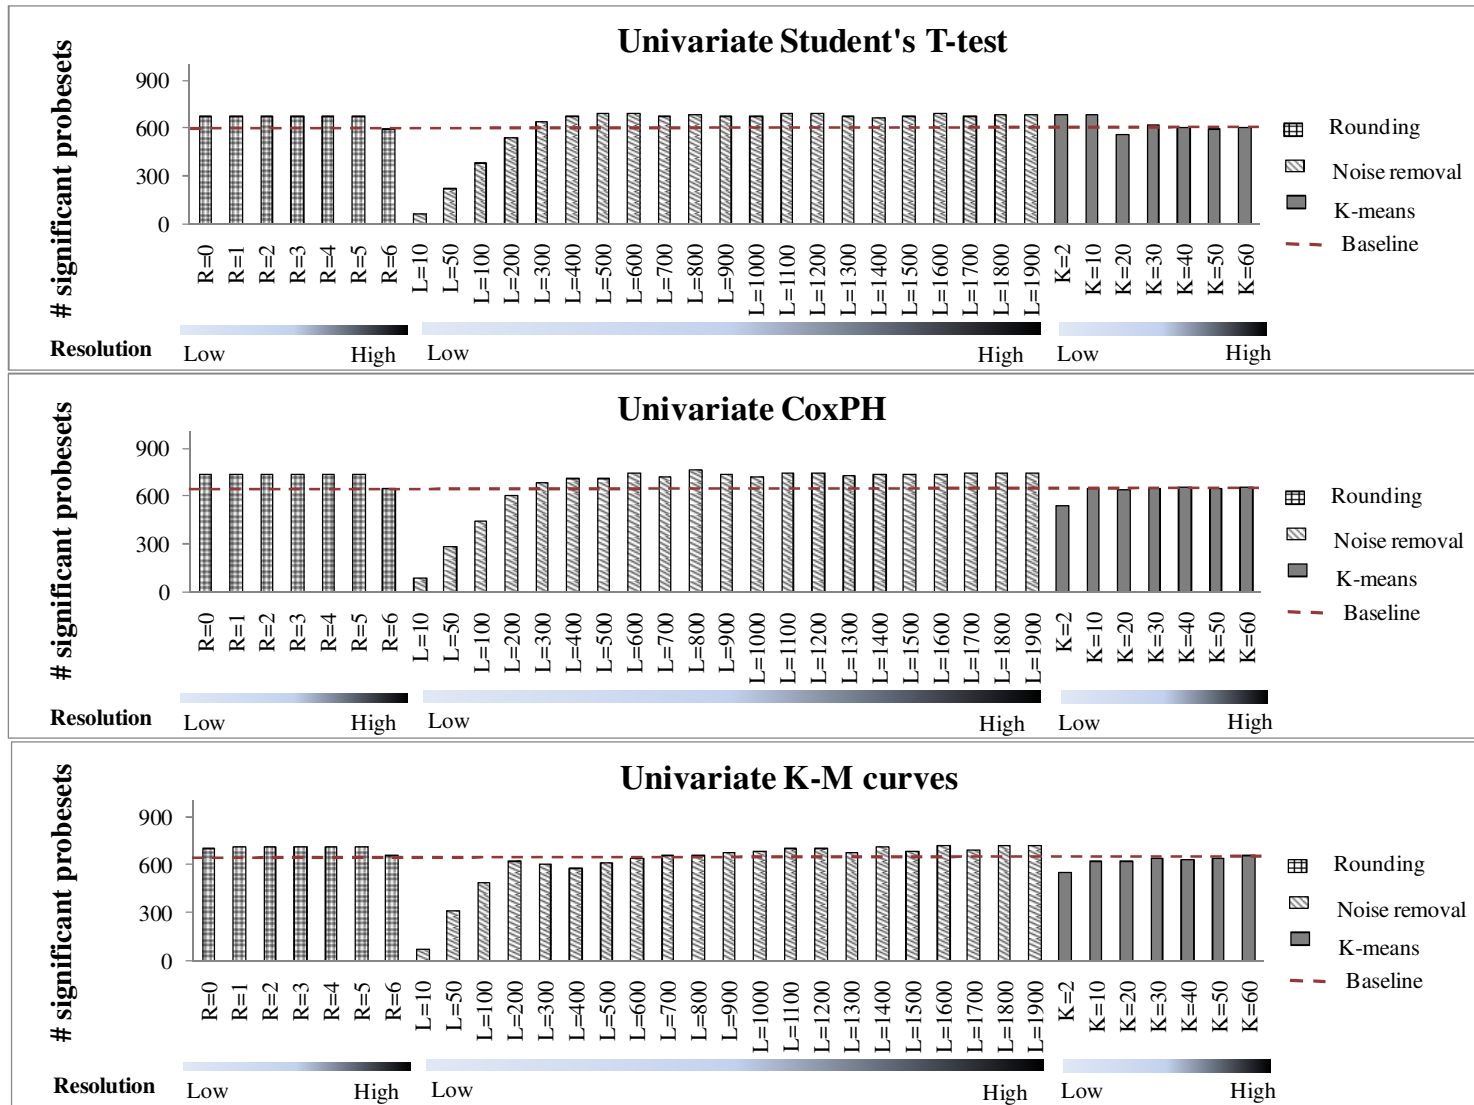 Univariate Student's T-test
# significant probesets
900
600
300
0
R=0 R=1 R=2 R=3 R=4 R=5 R=6 L=10 L=50 L=100 L=200 L=300 L=400 L=500 L=600 L=700 L=800 L=900 L=1000 L=1100 L=1200 L=1300 L=1400 L=1500 L=1600 L=1700 L=1800 L=1900 K=2 K=10 K=20 K=30 K=40 K=50 K=60
Rounding
Noise removal
K-means
Baseline
Resolution Low High Low High Low High
Univariate CoxPH
# significant probesets
900
600
300
0
R=0 R=1 R=2 R=3 R=4 R=5 R=6 L=10 L=50 L=100 L=200 L=300 L=400 L=500 L=600 L=700 L=800 L=900 L=1000 L=1100 L=1200 L=1300 L=1400 L=1500 L=1600 L=1700 L=1800 L=1900 K=2 K=10 K=20 K=30 K=40 K=50 K=60
Rounding
Noise removal
K-means
Baseline
Resolution Low High Low High Low High
Univariate K-M curves
# significant probesets
900
600
300
0
R=0 R=1 R=2 R=3 R=4 R=5 R=6 L=10 L=50 L=100 L=200 L=300 L=400 L=500 L=600 L=700 L=800 L=900 L=1000 L=1100 L=1200 L=1300 L=1400 L=1500 L=1600 L=1700 L=1800 L=1900 K=2 K=10 K=20 K=30 K=40 K=50 K=60
Rounding
Noise removal
K-means
Baseline
Resolution Low High Low High Low High